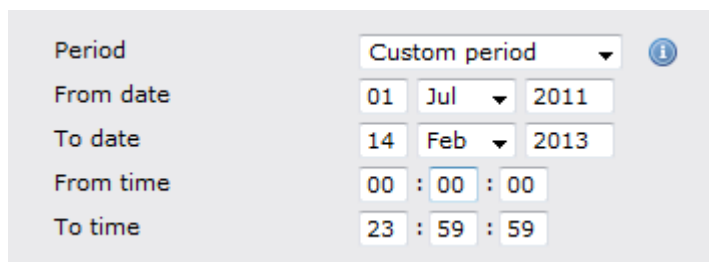 Period Custom period
From date 01 Jul 2011
To date 14 Feb 2013
From time 00 : 00 : 00
To time 23 : 59 : 59